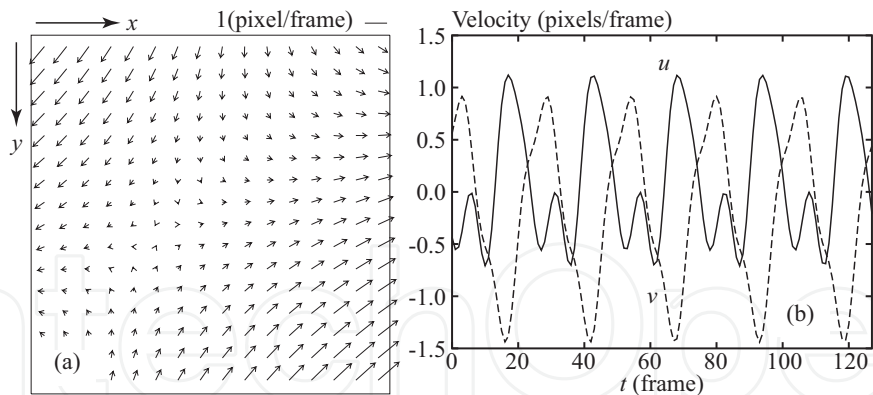 x
1(pixel/frame)
y
(a)
Velocity (pixels/frame)
1.5
1.0
0.5
0.0
-0.5
-1.0
-1.5
u
v
(b)
0 20 40 60 80 100 120
t (frame)